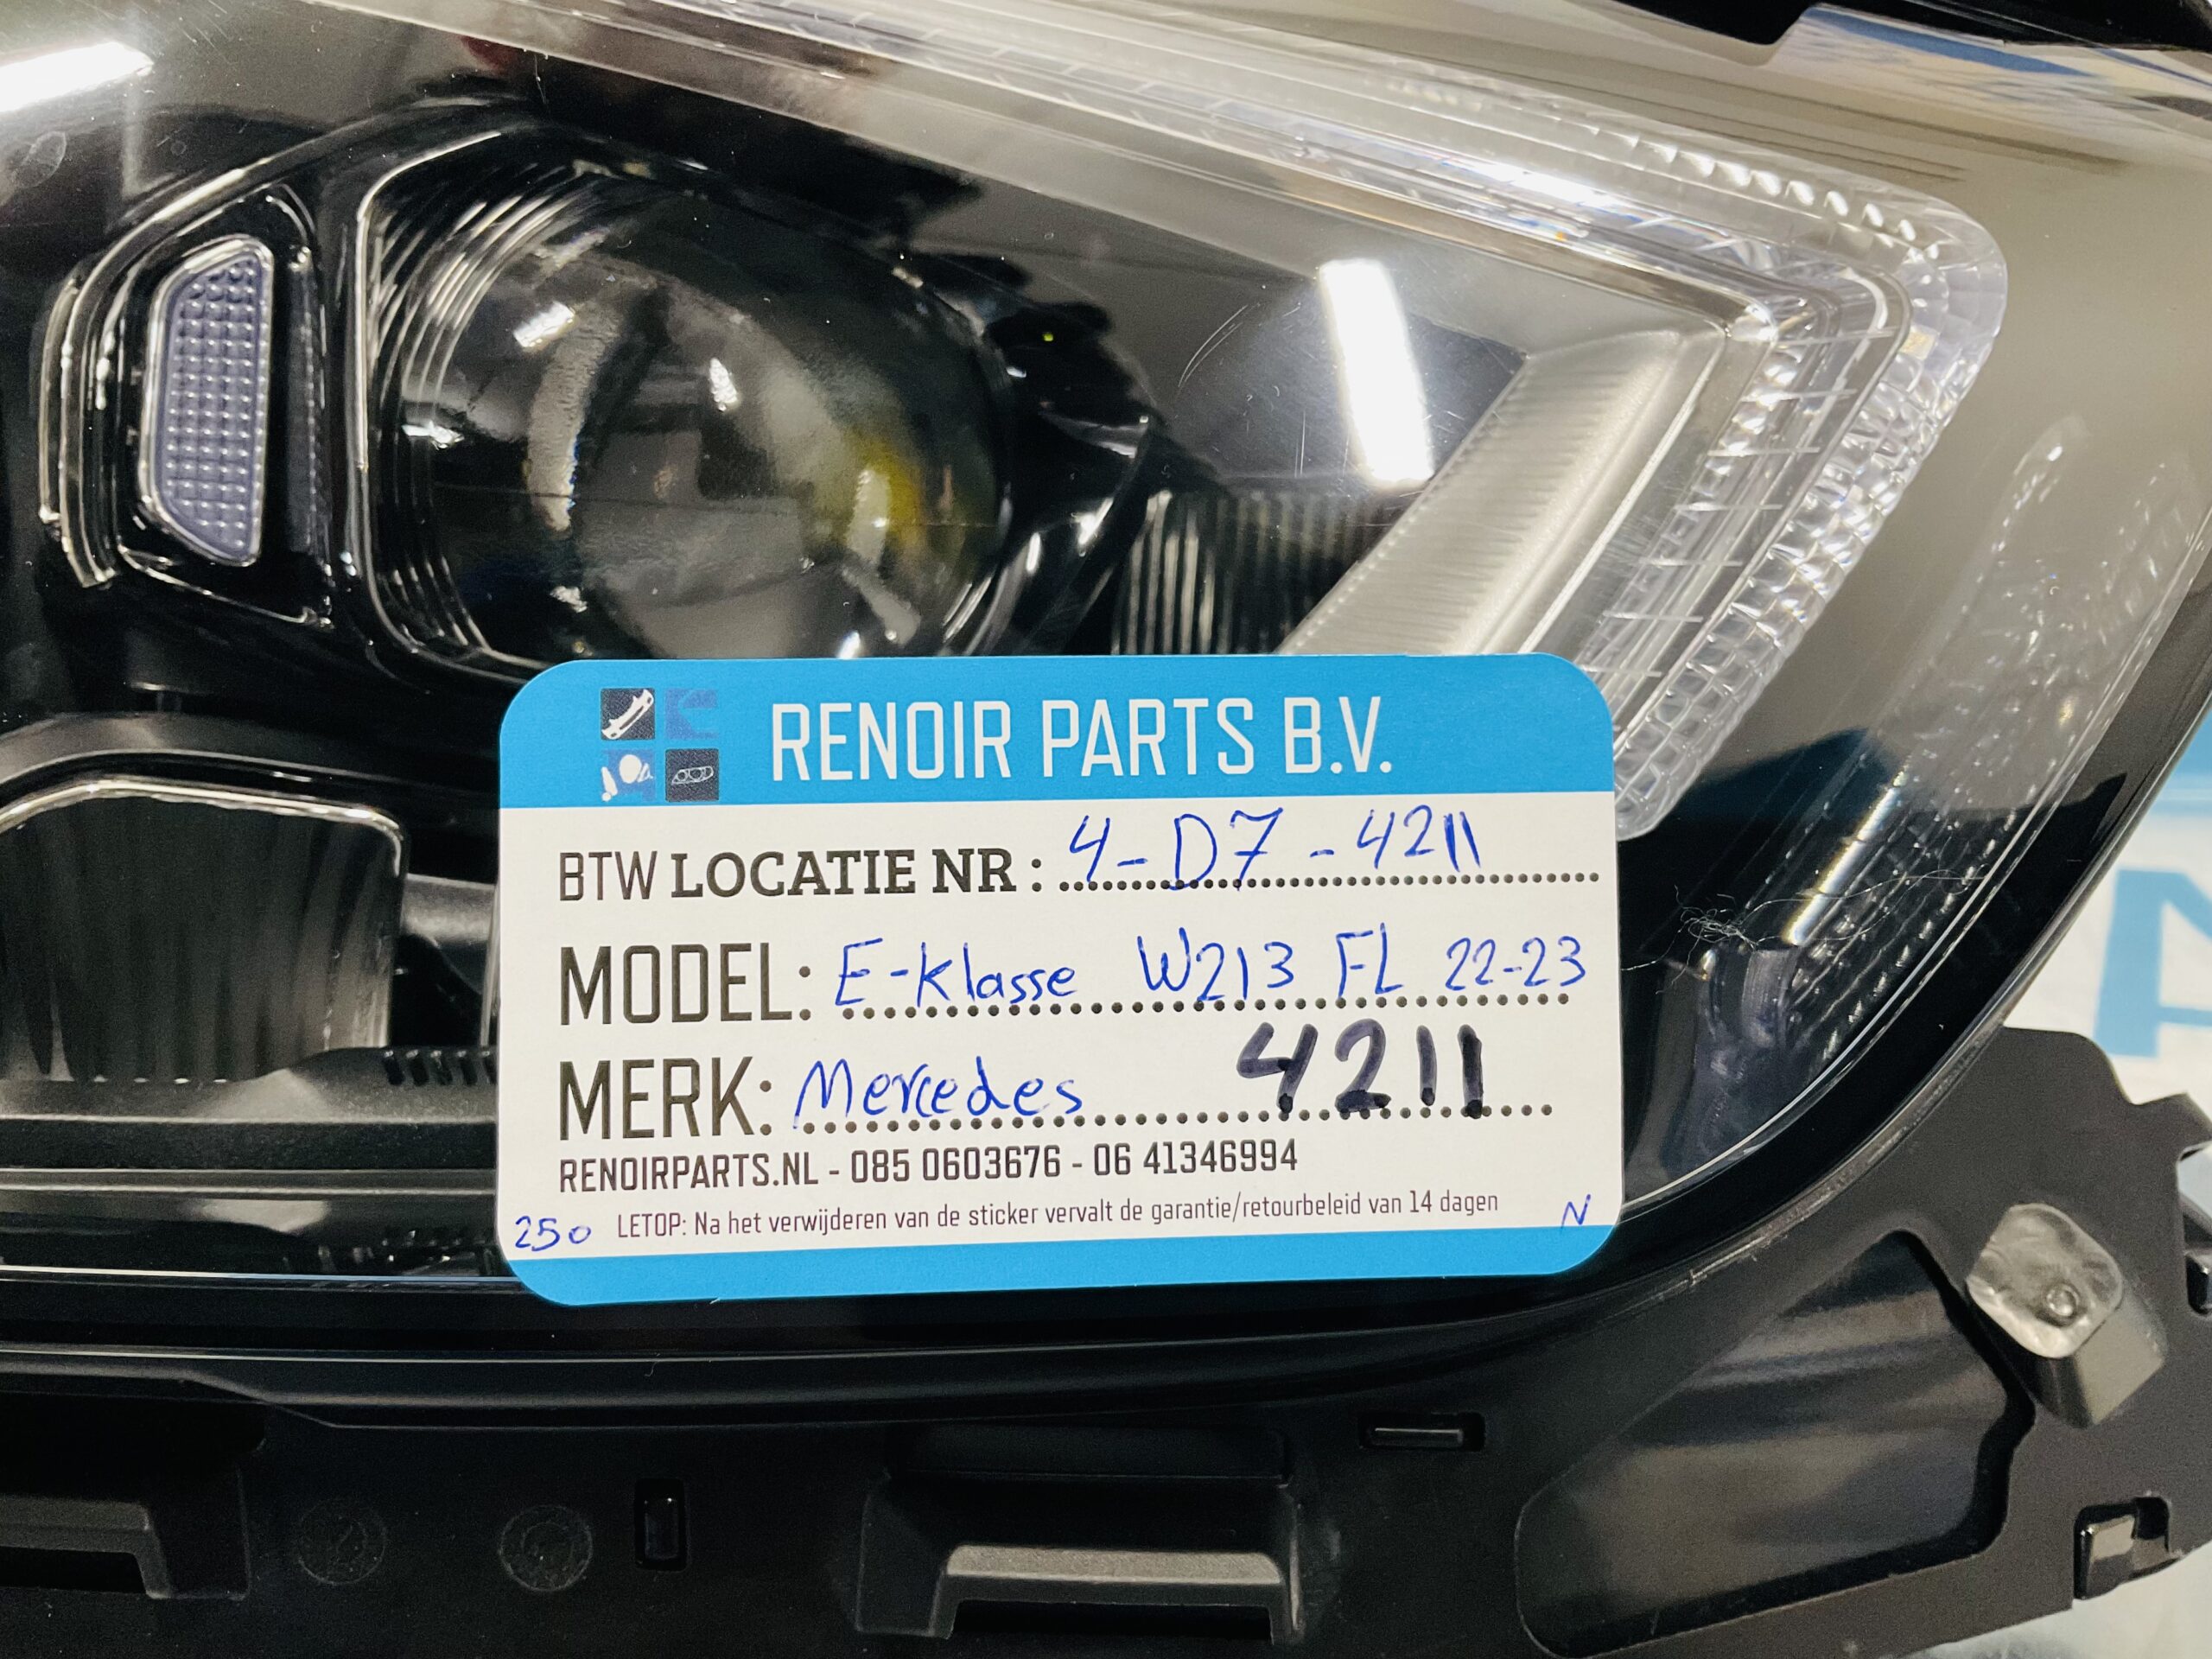 RENOIR PARTS B.V.
BTW LOCATIE NR : 4-D7-4211
MODEL: E-Klasse W213 FL 22-23
MERK: Mercedes 4211
RENOIRPARTS.NL - 085 0603676 - 06 41346994
250 LETOP: Na het verwijderen van de sticker vervalt de garantie/retourbeleid van 14 dagen N